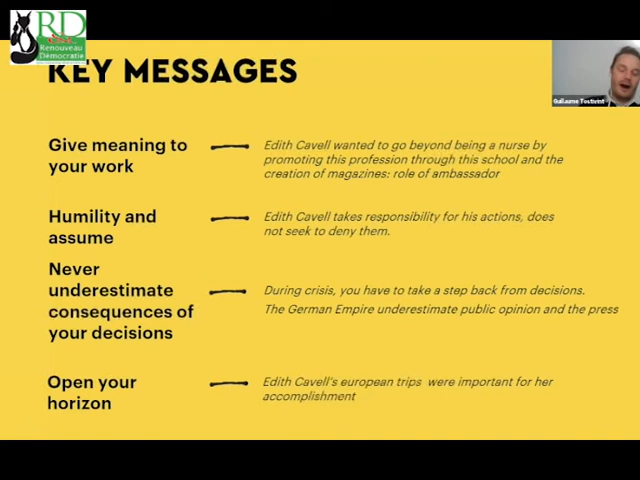 RD
Renouveau
Démocratie
KEY MESSAGES
Guillaume Tostivint
Give meaning to
your work
Edith Cavell wanted to go beyond being a nurse by
promoting this profession through this school and the
creation of magazines: role of ambassador
Humility and
assume
Edith Cavell takes responsibility for his actions, does
not seek to deny them.
Never
underestimate
consequences of
your decisions
During crisis, you have to take a step back from decisions.
The German Empire underestimate public opinion and the press
Open your
horizon
Edith Cavell's european trips were important for her
accomplishment